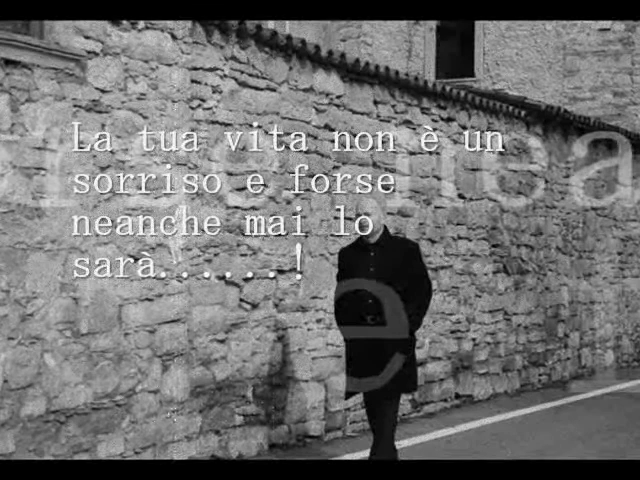 La tua vita non è un
sorriso e forse
neanche mai lo
sarà......!